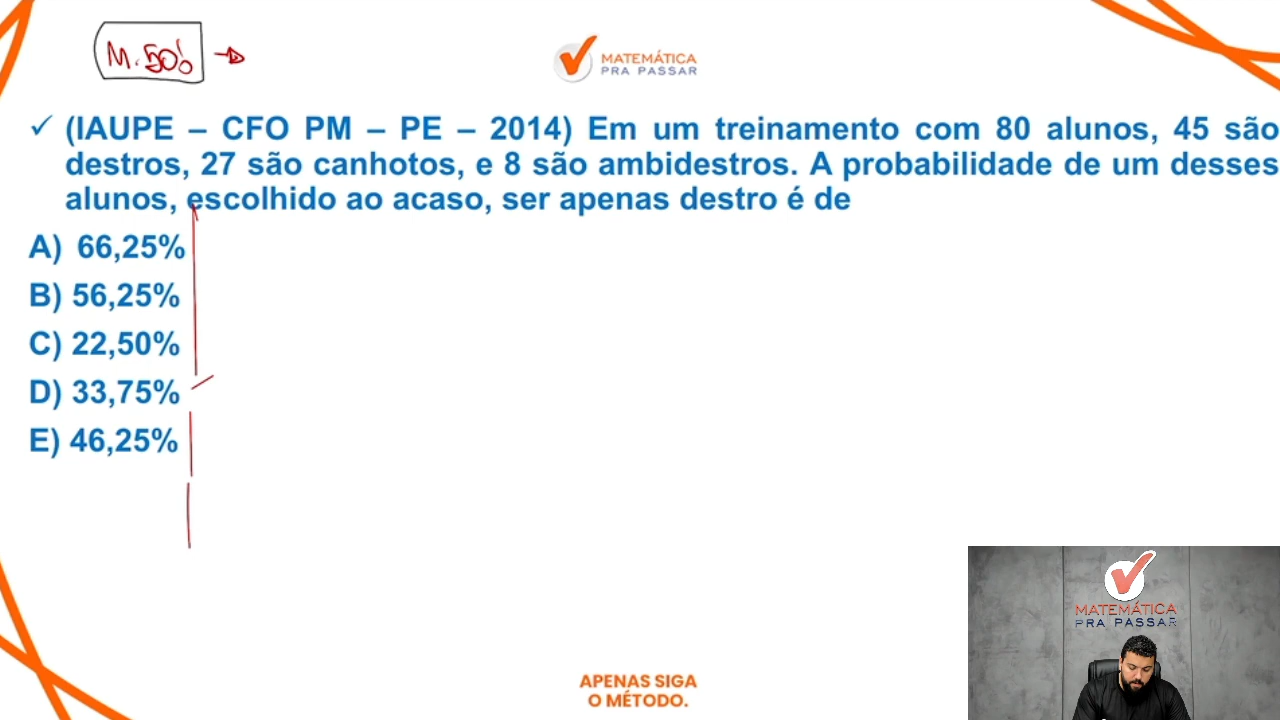 M. 50%
MATEMÁTICA
PRA PASSAR
✓ (IAUPE – CFO PM – PE – 2014) Em um treinamento com 80 alunos, 45 são
destros, 27 são canhotos, e 8 são ambidestros. A probabilidade de um desses
alunos, escolhido ao acaso, ser apenas destro é de
A) 66,25%
B) 56,25%
C) 22,50%
D) 33,75%
E) 46,25%
MATEMÁTICA
PRA PASSAR
APENAS SIGA
O MÉTODO.